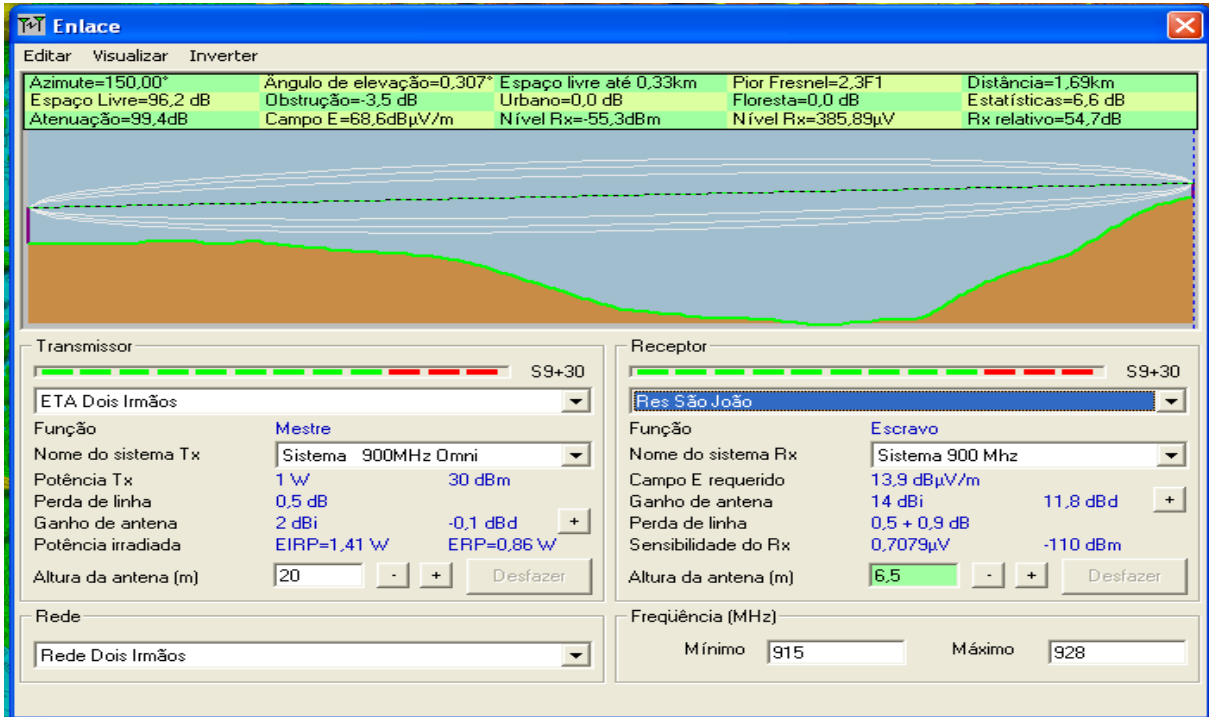 Enlace
Editar Visualizar Inverter
Azimute=150,00° Ângulo de elevação=0,307° Espaço livre até 0,33km Pior Fresnel=2,3F1 Distância=1,69km
Espaço Livre=96,2 dB Obstrução=-3,5 dB Urbano=0,0 dB Floresta=0,0 dB Estatísticas=6,6 dB
Atenuação=99,4dB Campo E=68,6dBµV/m Nível Rx=-55,3dBm Nível Rx=385,89µV Rx relativo=54,7dB
Transmissor
S9+30
ETA Dois Irmãos
Função Mestre
Nome do sistema Tx Sistema 900MHz Omni
Potência Tx 1 W 30 dBm
Perda de linha 0,5 dB
Ganho de antena 2 dBi -0,1 dBd +
Potência irradiada EIRP=1,41 W ERP=0,86 W
Altura da antena (m) 20 - + Desfazer
Rede
Rede Dois Irmãos
Receptor
S9+30
Res São João
Função Escravo
Nome do sistema Rx Sistema 900 Mhz
Campo E requerido 13,9 dBµV/m
Ganho de antena 14 dBi 11,8 dBd +
Perda de linha 0,5 + 0,9 dB
Sensibilidade do Rx 0,7079µV -110 dBm
Altura da antena (m) 6,5 - + Desfazer
Freqüência (MHz)
Mínimo 915 Máximo 928